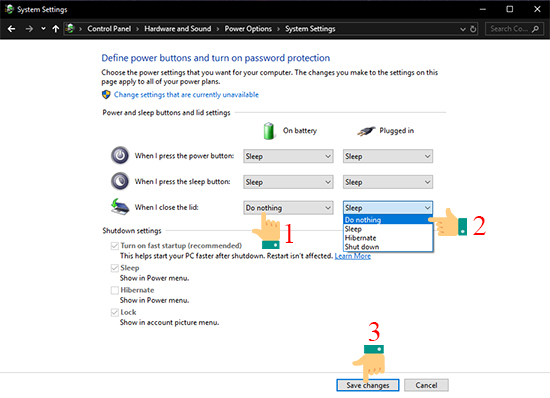 System Settings
Control Panel > Hardware and Sound > Power Options > System Settings
Search Co...
Define power buttons and turn on password protection
Choose the power settings that you want for your computer. The changes you make to the settings on this
page apply to all of your power plans.
Change settings that are currently unavailable
Power and sleep buttons and lid settings
On battery Plugged in
When I press the power button: Sleep Sleep
When I press the sleep button: Sleep Sleep
When I close the lid: Do nothing Sleep
Do nothing
Sleep
Hibernate
Shut down
1
2
Shutdown settings
Turn on fast startup (recommended)
This helps start your PC faster after shutdown. Restart isn't affected. Learn More
Sleep
Show in Power menu.
Hibernate
Show in Power menu.
Lock
Show in account picture menu.
3
Save changes Cancel